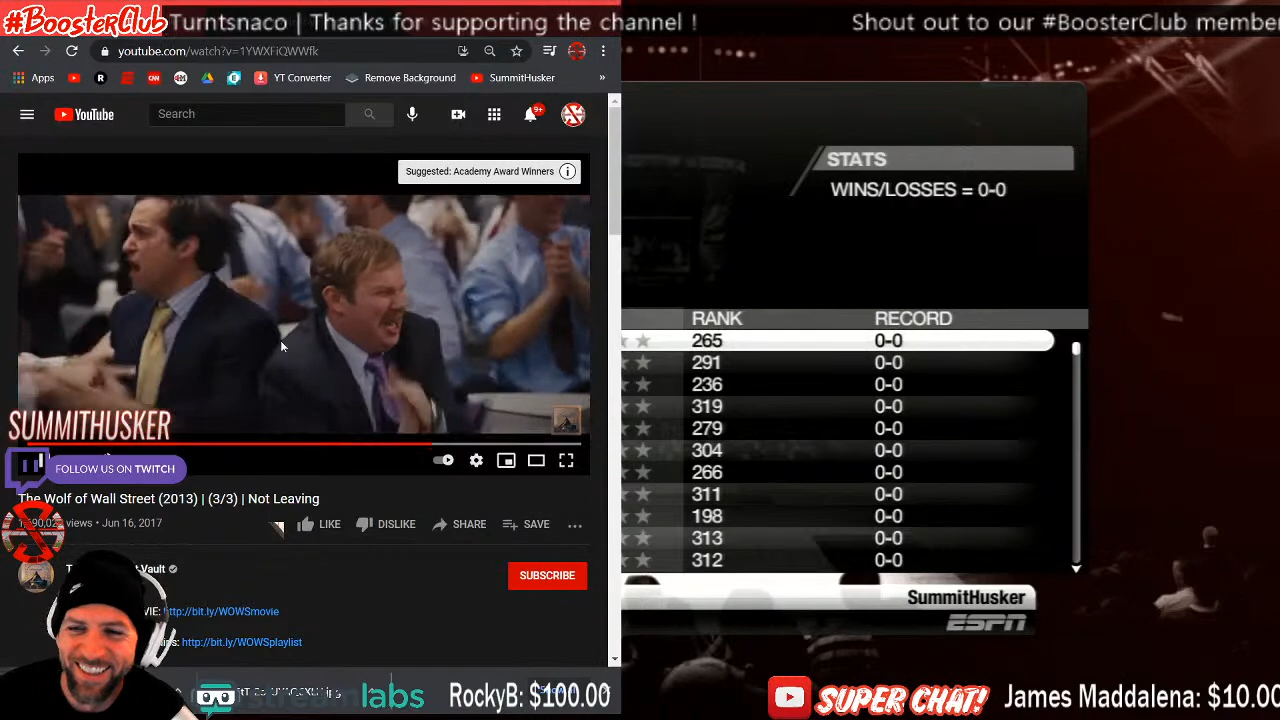 #BoosterClub
Turntsnaco | Thanks for supporting the channel !
Shout out to our #BoosterClub member
youtube.com/watch?v=1YWXFiQWWfk
Apps
YT Converter
Remove Background
SummitHusker
»
YouTube
Search
9+
Suggested: Academy Award Winners
STATS
WINS/LOSSES = 0-0
RANK RECORD
265 0-0
291 0-0
236 0-0
319 0-0
279 0-0
304 0-0
266 0-0
311 0-0
198 0-0
313 0-0
312 0-0
SummitHusker
ESPN
SUMMITHUSKER
FOLLOW US ON TWITCH
The Wolf of Wall Street (2013) | (3/3) | Not Leaving
views • Jun 16, 2017
LIKE
DISLIKE
SHARE
SAVE
Vault
SUBSCRIBE
http://bit.ly/WOWSmovie
http://bit.ly/WOWSplaylist
labs
RockyB: $100.00
SUPER CHAT!
James Maddalena: $10.00